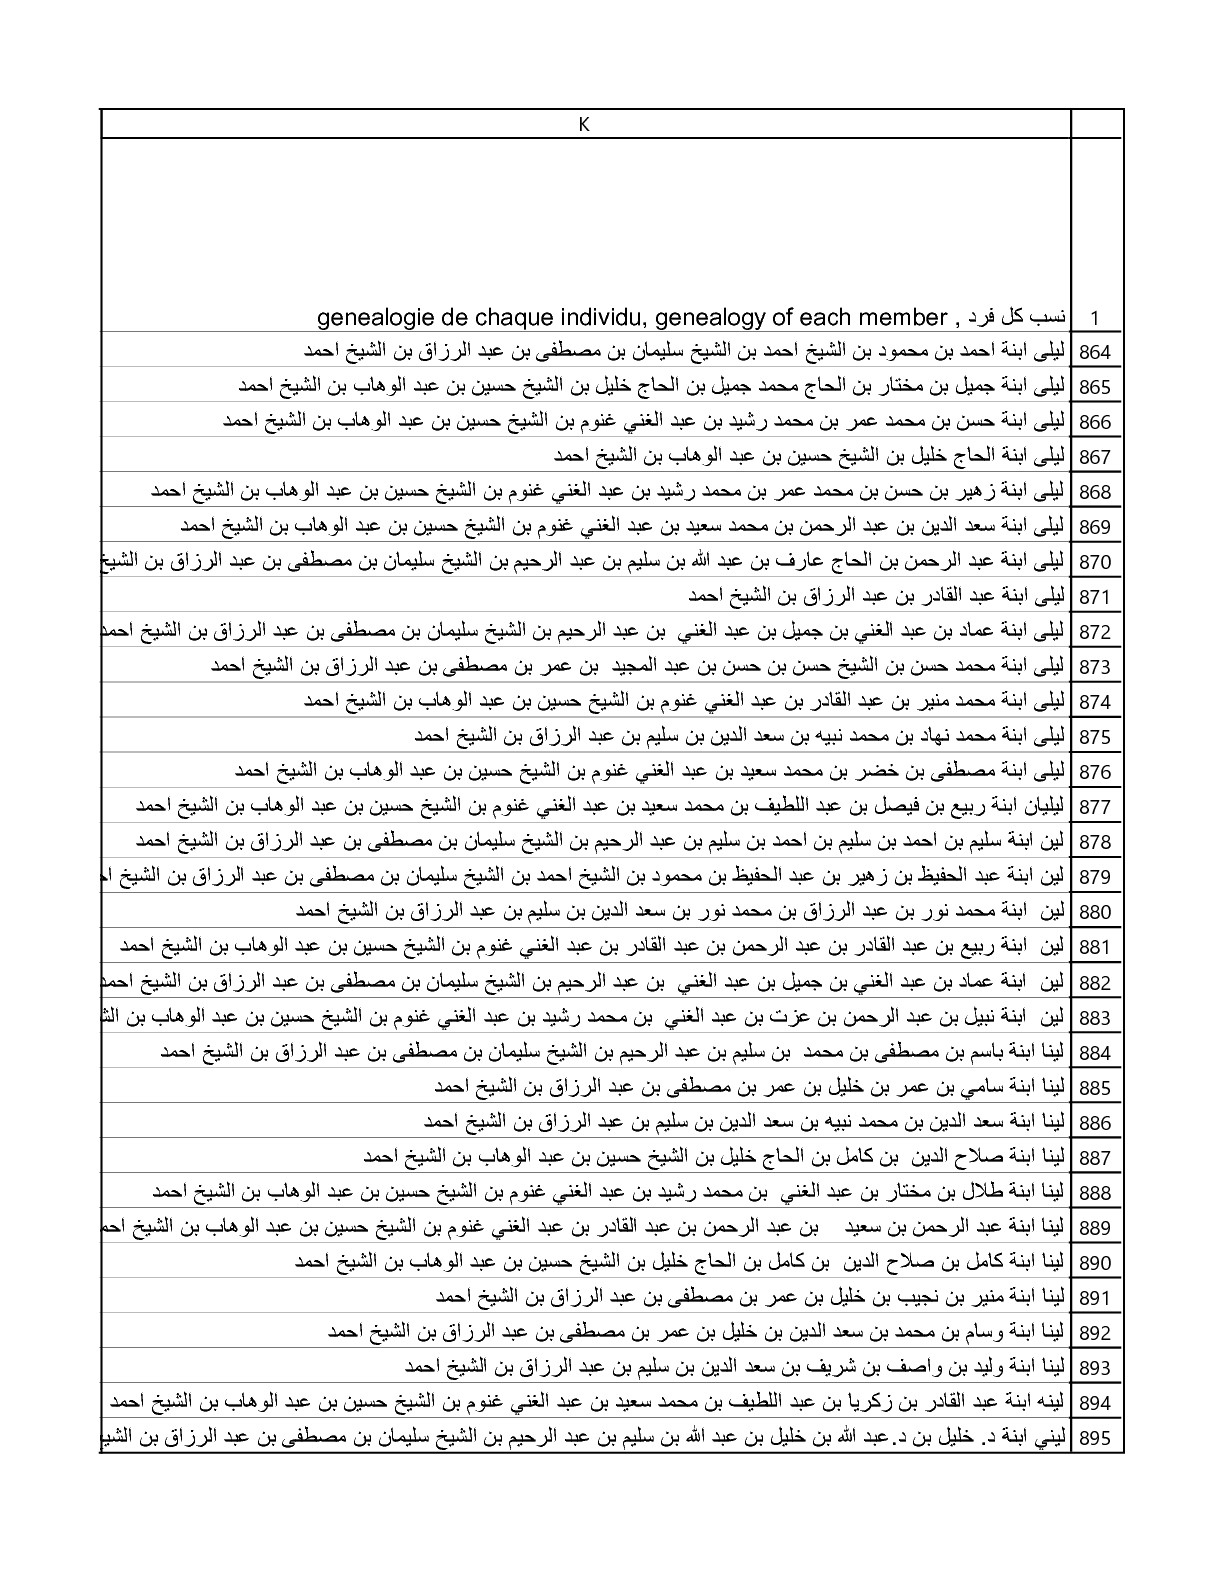 K
1 نسب كل فرد , genealogie de chaque individu, genealogy of each member
864 ليلى ابنة احمد بن محمود بن الشيخ احمد بن الشيخ سليمان بن مصطفى بن عبد الرزاق بن الشيخ احمد
865 ليلى ابنة جميل بن مختار بن الحاج محمد جميل بن الحاج خليل بن الشيخ حسين بن عبد الوهاب بن الشيخ احمد
866 ليلى ابنة حسن بن محمد عمر بن محمد رشيد بن عبد الغني غنوم بن الشيخ حسين بن عبد الوهاب بن الشيخ احمد
867 ليلى ابنة الحاج خليل بن الشيخ حسين بن عبد الوهاب بن الشيخ احمد
868 ليلى ابنة زهير بن حسن بن محمد عمر بن محمد رشيد بن عبد الغني غنوم بن الشيخ حسين بن عبد الوهاب بن الشيخ احمد
869 ليلى ابنة سعد الدين بن عبد الرحمن بن محمد سعيد بن عبد الغني غنوم بن الشيخ حسين بن عبد الوهاب بن الشيخ احمد
870 ليلى ابنة عبد الرحمن بن الحاج عارف بن عبد الله بن سليم بن عبد الرحيم بن الشيخ سليمان بن مصطفى بن عبد الرزاق بن الشيخ
871 ليلى ابنة عبد القادر بن عبد الرزاق بن الشيخ احمد
872 ليلى ابنة عماد بن عبد الغني بن جميل بن عبد الغني بن عبد الرحيم بن الشيخ سليمان بن مصطفى بن عبد الرزاق بن الشيخ احمد
873 ليلى ابنة محمد حسن بن الشيخ حسن بن حسن بن عبد المجيد بن عمر بن مصطفى بن عبد الرزاق بن الشيخ احمد
874 ليلى ابنة محمد منير بن عبد القادر بن عبد الغني غنوم بن الشيخ حسين بن عبد الوهاب بن الشيخ احمد
875 ليلى ابنة محمد نهاد بن محمد نبيه بن سعد الدين بن سليم بن عبد الرزاق بن الشيخ احمد
876 ليلى ابنة مصطفى بن خضر بن محمد سعيد بن عبد الغني غنوم بن الشيخ حسين بن عبد الوهاب بن الشيخ احمد
877 ليليان ابنة ربيع بن فيصل بن عبد اللطيف بن محمد سعيد بن عبد الغني غنوم بن الشيخ حسين بن عبد الوهاب بن الشيخ احمد
878 لين ابنة سليم بن احمد بن سليم بن احمد بن سليم بن عبد الرحيم بن الشيخ سليمان بن مصطفى بن عبد الرزاق بن الشيخ احمد
879 لين ابنة عبد الحفيظ بن زهير بن عبد الحفيظ بن محمود بن الشيخ احمد بن الشيخ سليمان بن مصطفى بن عبد الرزاق بن الشيخ
880 لين ابنة محمد نور بن عبد الرزاق بن محمد نور بن سعد الدين بن سليم بن عبد الرزاق بن الشيخ احمد
881 لين ابنة ربيع بن عبد القادر بن عبد الرحمن بن عبد القادر بن عبد الغني غنوم بن الشيخ حسين بن عبد الوهاب بن الشيخ احمد
882 لين ابنة عماد بن عبد الغني بن جميل بن عبد الغني بن عبد الرحيم بن الشيخ سليمان بن مصطفى بن عبد الرزاق بن الشيخ احمد
883 لين ابنة نبيل بن عبد الرحمن بن عزت بن عبد الغني بن محمد رشيد بن عبد الغني غنوم بن الشيخ حسين بن عبد الوهاب بن
884 لينا ابنة باسم بن مصطفى بن محمد بن سليم بن عبد الرحيم بن الشيخ سليمان بن مصطفى بن عبد الرزاق بن الشيخ احمد
885 لينا ابنة سامي بن عمر بن خليل بن عمر بن مصطفى بن عبد الرزاق بن الشيخ احمد
886 لينا ابنة سعد الدين بن محمد نبيه بن سعد الدين بن سليم بن عبد الرزاق بن الشيخ احمد
887 لينا ابنة صلاح الدين بن كامل بن الحاج خليل بن الشيخ حسين بن عبد الوهاب بن الشيخ احمد
888 لينا ابنة طلال بن مختار بن عبد الغني بن محمد رشيد بن عبد الغني غنوم بن الشيخ حسين بن عبد الوهاب بن الشيخ احمد
889 لينا ابنة عبد الرحمن بن سعيد بن عبد الرحمن بن عبد القادر بن عبد الغني غنوم بن الشيخ حسين بن عبد الوهاب بن الشيخ احم
890 لينا ابنة كامل بن صلاح الدين بن كامل بن الحاج خليل بن الشيخ حسين بن عبد الوهاب بن الشيخ احمد
891 لينا ابنة منير بن نجيب بن خليل بن عمر بن مصطفى بن عبد الرزاق بن الشيخ احمد
892 لينا ابنة وسام بن محمد بن سعد الدين بن خليل بن عمر بن مصطفى بن عبد الرزاق بن الشيخ احمد
893 لينا ابنة وليد بن واصف بن شريف بن سعد الدين بن سليم بن عبد الرزاق بن الشيخ احمد
894 لينه ابنة عبد القادر بن زكريا بن عبد اللطيف بن محمد سعيد بن عبد الغني غنوم بن الشيخ حسين بن عبد الوهاب بن الشيخ احمد
895 ليني ابنة د. خليل بن د.عبد الله بن خليل بن عبد الله بن سليم بن عبد الرحيم بن الشيخ سليمان بن مصطفى بن عبد الرزاق بن